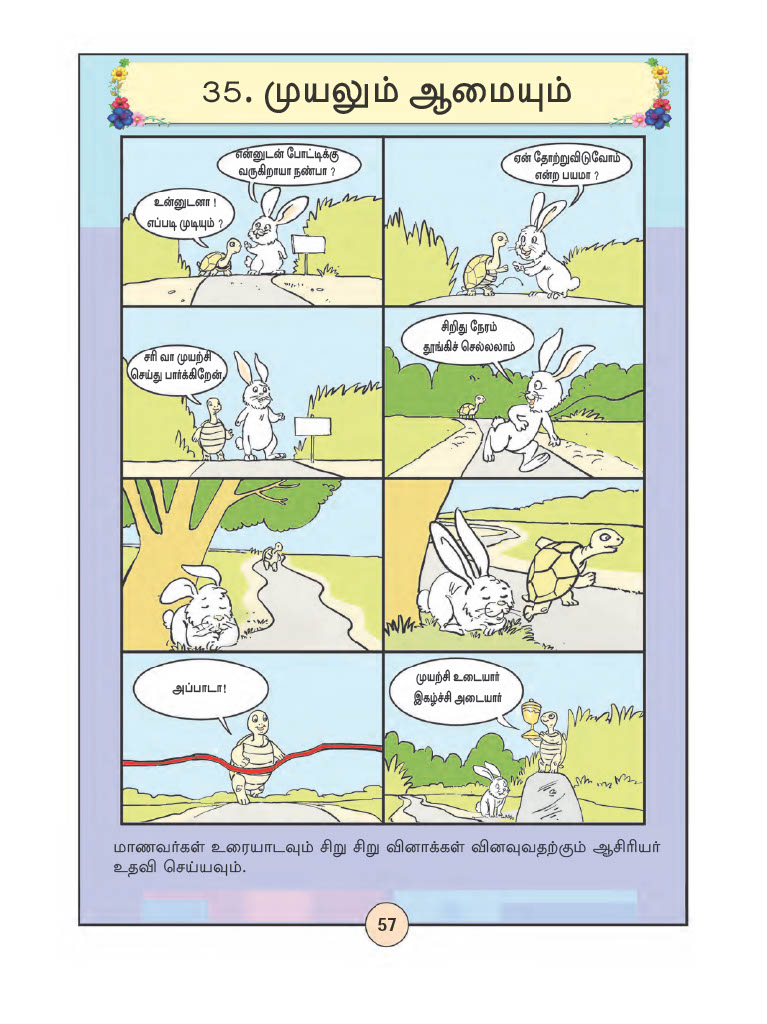 35. முயலும் ஆமையும்
என்னுடன் போட்டிக்கு
வருகிறாயா நண்பா ?
உன்னுடனா !
எப்படி முடியும் ?
ஏன் தோற்றுவிடுவோம்
என்ற பயமா ?
சரி வா முயற்சி
செய்து பார்க்கிறேன்
சிறிது நேரம்
தூங்கிச் செல்லலாம்
அப்பாடா!
முயற்சி உடையார்
இகழ்ச்சி அடையார்
மாணவர்கள் உரையாடவும் சிறு சிறு வினாக்கள் வினவுவதற்கும் ஆசிரியர்
உதவி செய்யவும்.
57